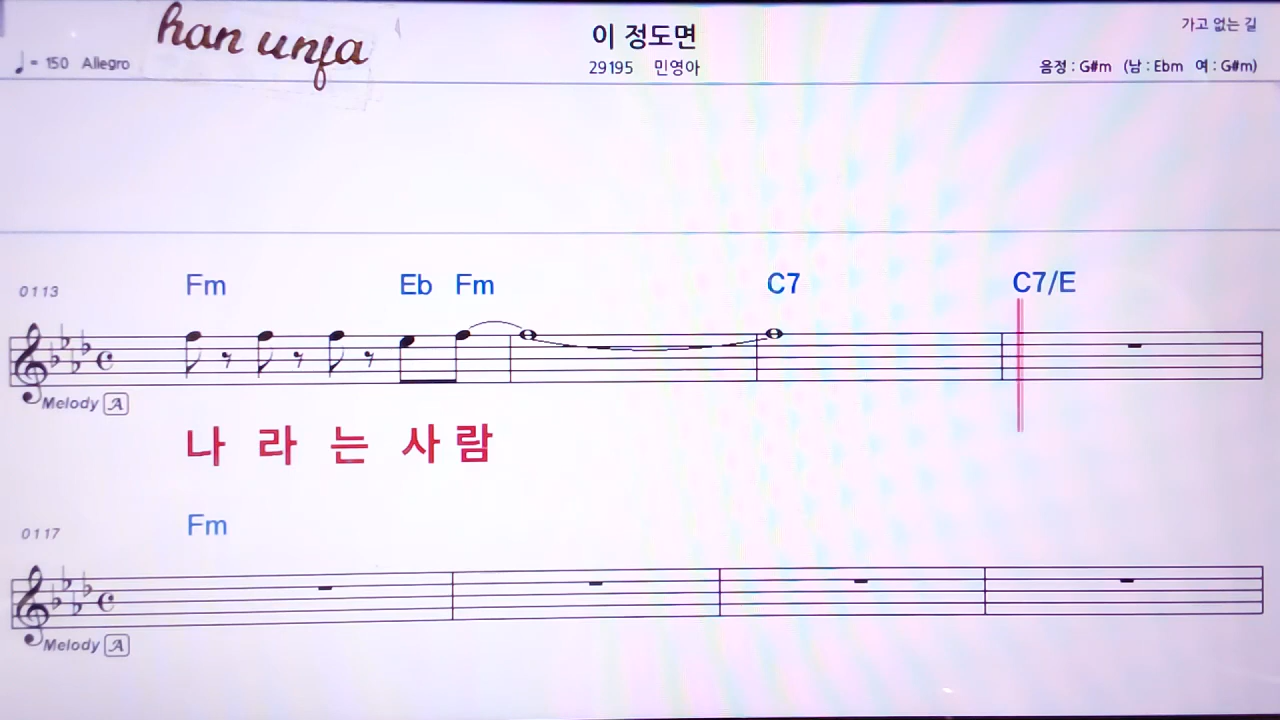 han unfa
이 정도면
가고 없는 길
♩= 150 Allegro
29195 민영아
음정 : G#m (남 : Ebm 여 : G#m)
0113
Fm Eb Fm C7 C7/E
Melody A
나 라 는 사 람
0117
Fm
Melody A